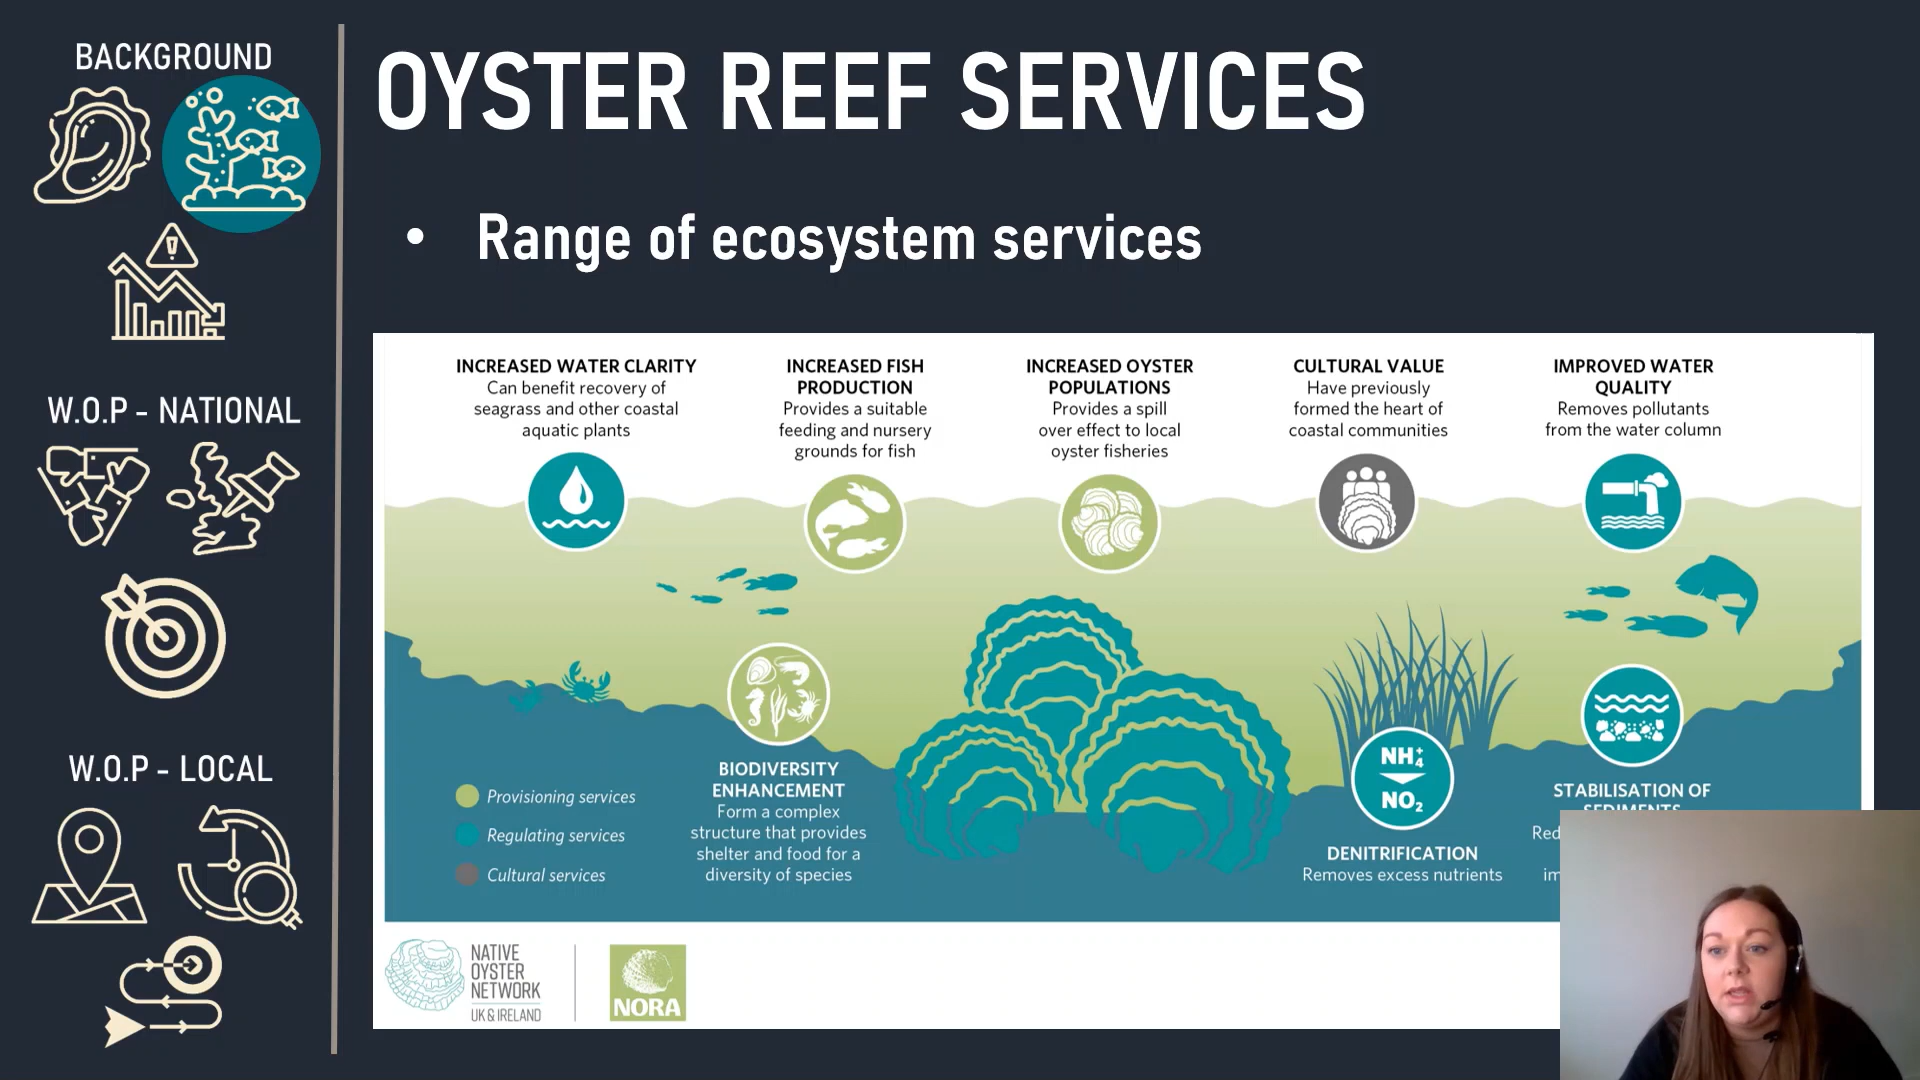 BACKGROUND
W.O.P - NATIONAL
W.O.P - LOCAL
OYSTER REEF SERVICES
• Range of ecosystem services
INCREASED WATER CLARITY
Can benefit recovery of
seagrass and other coastal
aquatic plants
INCREASED FISH
PRODUCTION
Provides a suitable
feeding and nursery
grounds for fish
INCREASED OYSTER
POPULATIONS
Provides a spill
over effect to local
oyster fisheries
CULTURAL VALUE
Have previously
formed the heart of
coastal communities
IMPROVED WATER
QUALITY
Removes pollutants
from the water column
Provisioning services
Regulating services
Cultural services
BIODIVERSITY
ENHANCEMENT
Form a complex
structure that provides
shelter and food for a
diversity of species
NH₄⁺
NO₂
DENITRIFICATION
Removes excess nutrients
STABILISATION OF
SEDIMENTS
NATIVE
OYSTER
NETWORK
UK & IRELAND
NORA